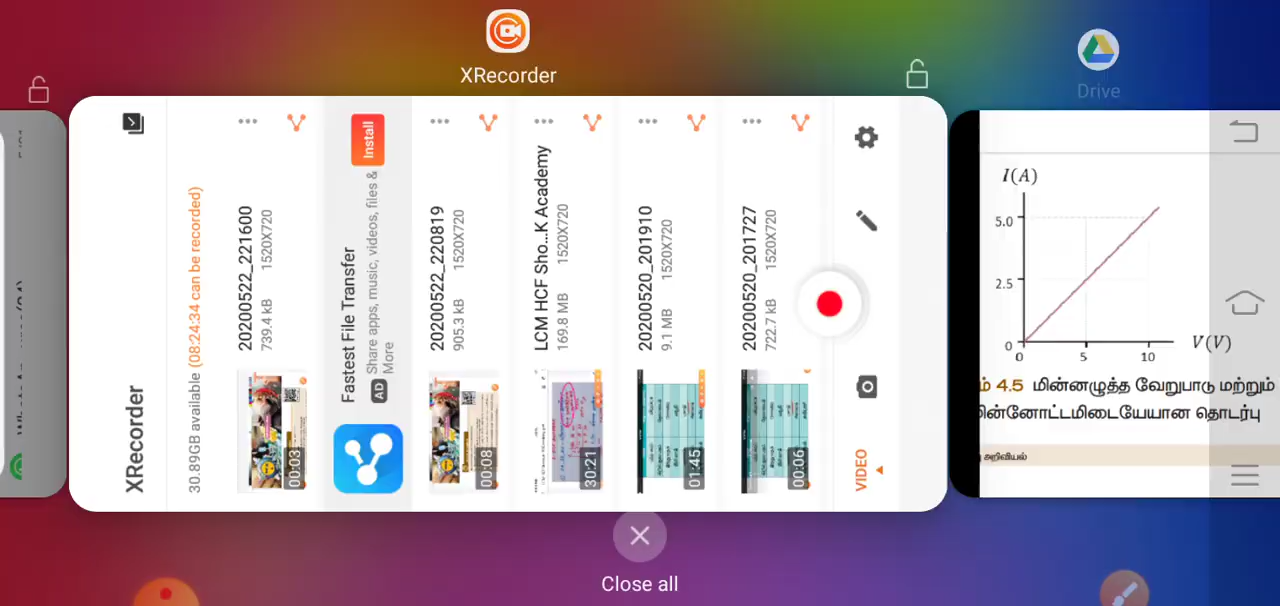 XRecorder
Drive
XRecorder
30.89GB available (08:24:34 can be recorded)
20200522_221600
739.4 kB 1520X720
00:03
Fastest File Transfer
AD Share apps, music, videos, files &
More
Install
20200522_220819
905.3 kB 1520X720
00:08
LCM HCF Sho...K Academy
169.8 MB 1520X720
30:21
20200520_201910
9.1 MB 1520X720
01:45
20200520_201727
722.7 kB 1520X720
00:06
VIDEO
I(A)
5.0
2.5
0
0 5 10 V(V)
4.5 மின்னழுத்த வேறுபாடு மற்றும்
மின்னோட்டமிடையேயான தொடர்பு
அறிவியல்
Close all